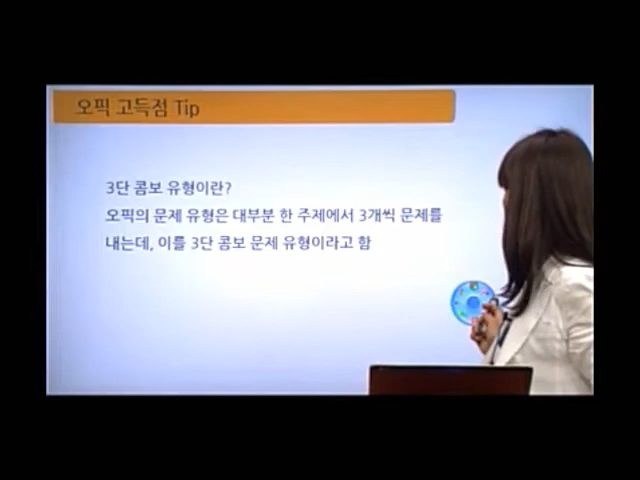 오픽 고득점 Tip
3단 콤보 유형이란?
오픽의 문제 유형은 대부분 한 주제에서 3개씩 문제를
내는데, 이를 3단 콤보 문제 유형이라고 함